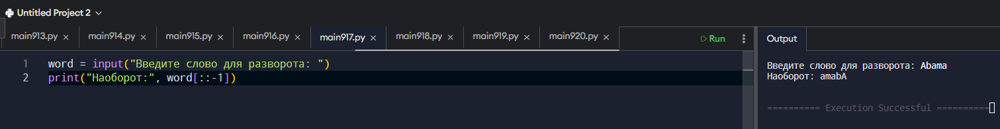 Untitled Project 2
main913.py × main914.py × main915.py × main916.py × main917.py × main918.py × main919.py × main920.py × Run
Output
1 word = input("Введите слово для разворота: ")
2 print("Наоборот:", word[::-1])
Введите слово для разворота: Abama
Наоборот: amabA
========== Execution Successful ==========